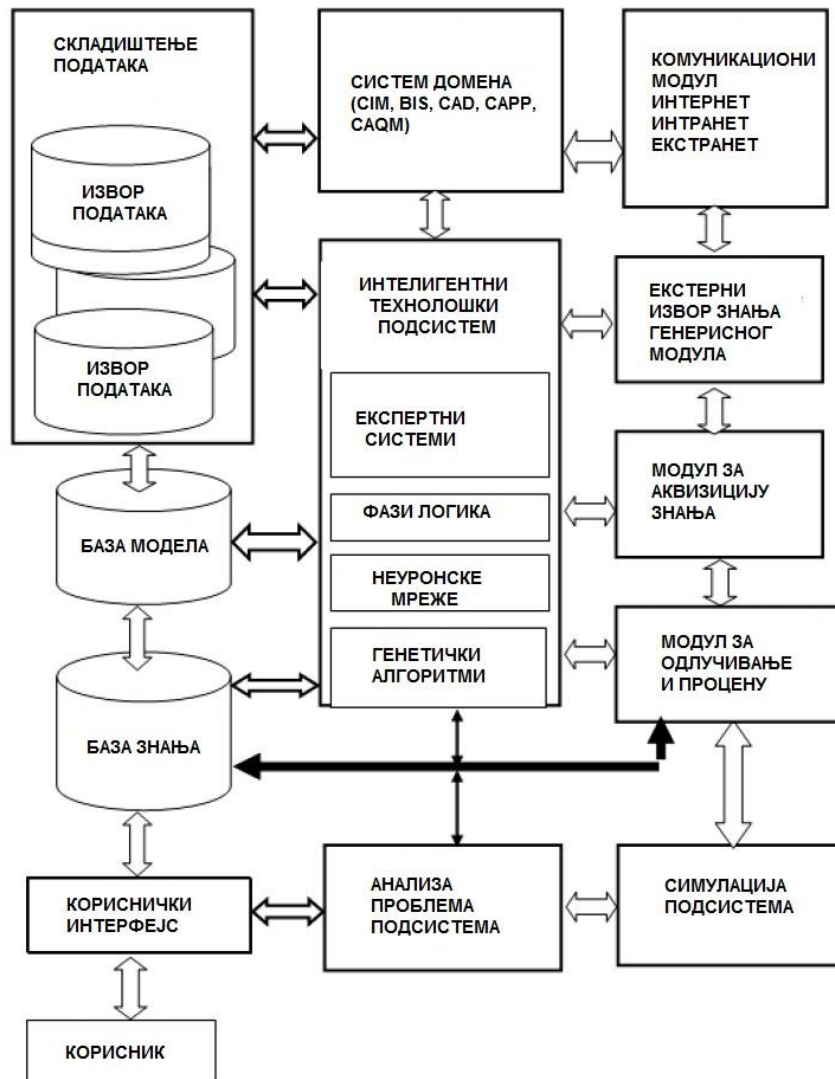 СКЛАДИШТЕЊЕ
ПОДАТАКА
ИЗВОР
ПОДАТАКА
ИЗВОР
ПОДАТАКА
СИСТЕМ ДОМЕНА
(CIM, BIS, CAD, CAPP,
CAQM)
КОМУНИКАЦИОНИ
МОДУЛ
ИНТЕРНЕТ
ИНТРАНЕТ
ЕКСТРАНЕТ
ИНТЕЛИГЕНТНИ
ТЕХНОЛОШКИ
ПОДСИСТЕМ
ЕКСПЕРТНИ
СИСТЕМИ
ФАЗИ ЛОГИКА
НЕУРОНСКЕ
МРЕЖЕ
ГЕНЕТИЧКИ
АЛГОРИТМИ
ЕКСТЕРНИ
ИЗВОР ЗНАЊА
ГЕНЕРИСНОГ
МОДУЛА
МОДУЛ ЗА
АКВИЗИЦИЈУ
ЗНАЊА
МОДУЛ ЗА
ОДЛУЧИВАЊЕ
И ПРОЦЕНУ
БАЗА МОДЕЛА
БАЗА ЗНАЊА
КОРИСНИЧКИ
ИНТЕРФЕЈС
АНАЛИЗА
ПРОБЛЕМА
ПОДСИСТЕМА
СИМУЛАЦИЈА
ПОДСИСТЕМА
КОРИСНИК